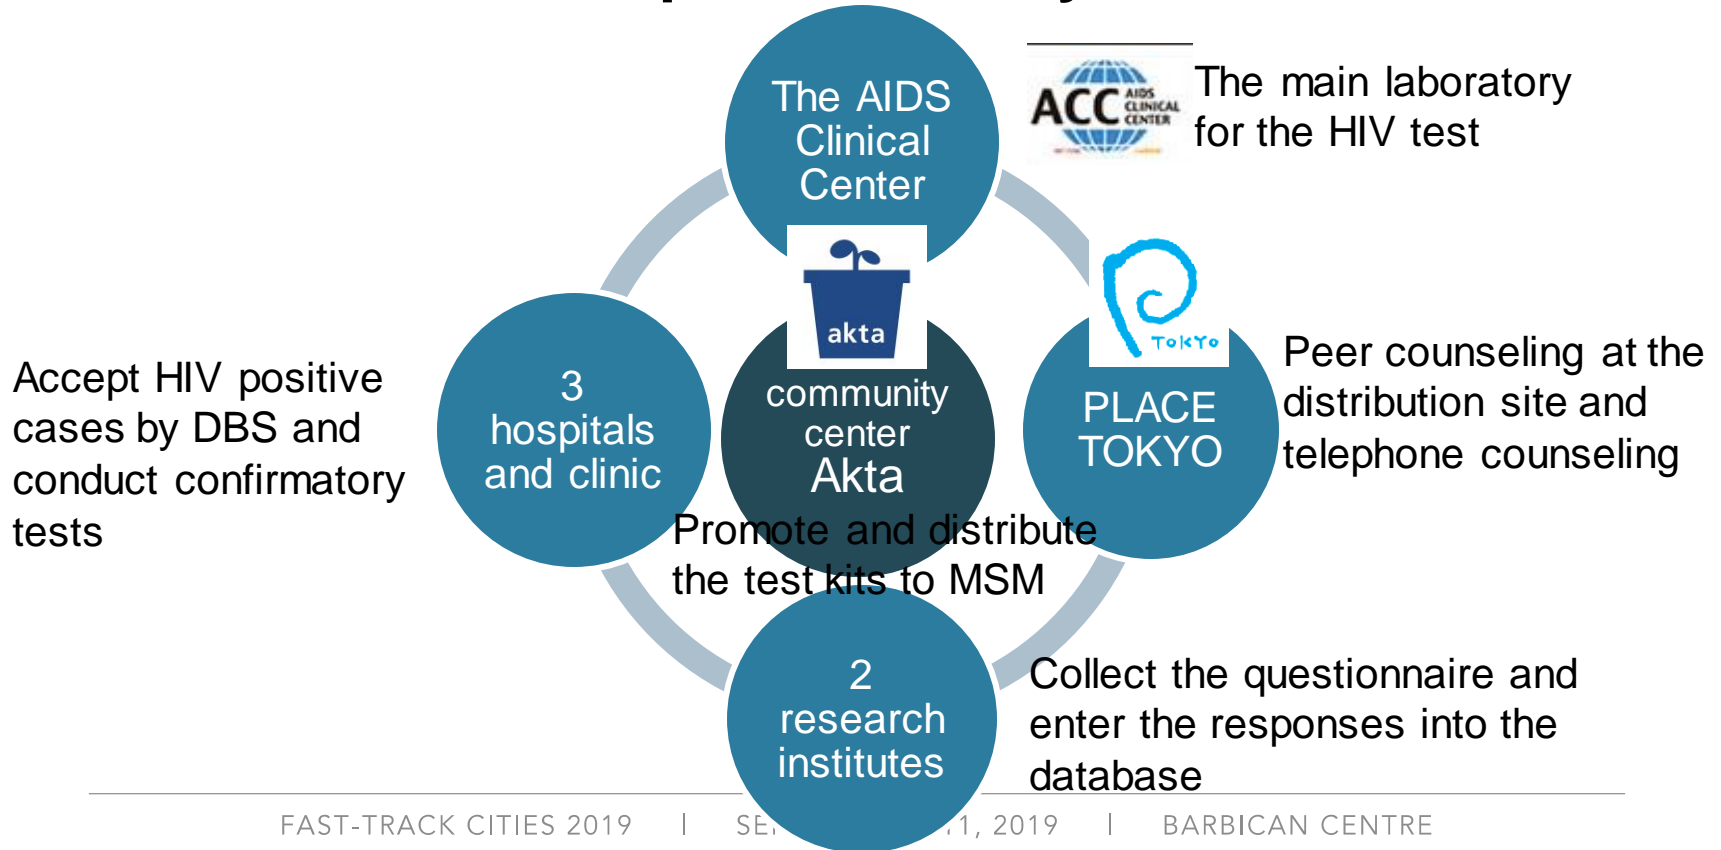 The AIDS
Clinical
Center
ACC AIDS
CLINICAL
CENTER
The main laboratory
for the HIV test
akta
community
center
Akta
Promote and distribute
the test kits to MSM
TOKYO
PLACE
TOKYO
Peer counseling at the
distribution site and
telephone counseling
3
hospitals
and clinic
Accept HIV positive
cases by DBS and
conduct confirmatory
tests
2
research
institutes
Collect the questionnaire and
enter the responses into the
database
FAST-TRACK CITIES 2019 | 1, 2019 | BARBICAN CENTRE